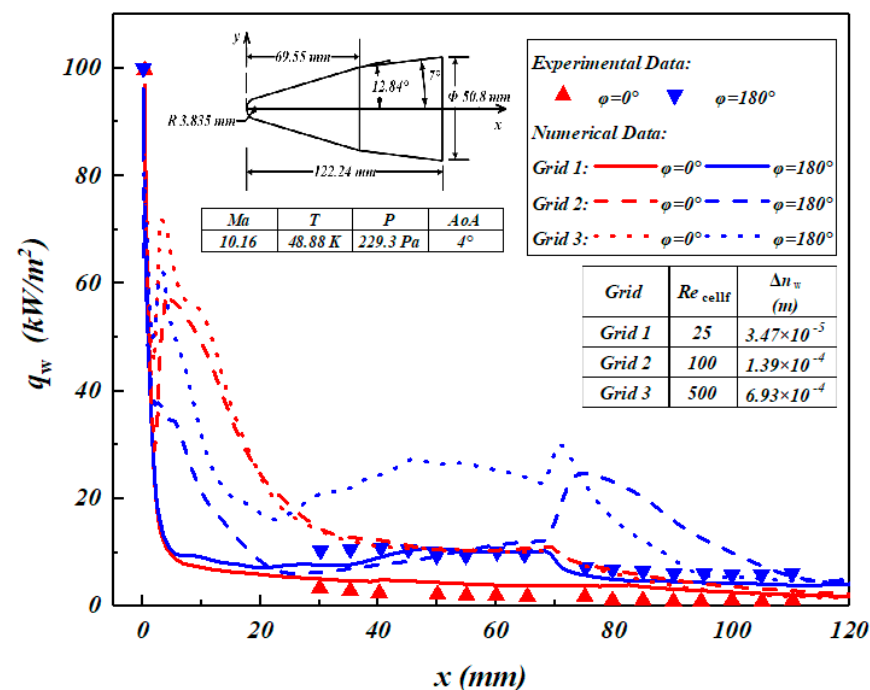 y
69.55 mm
12.84°
7°
Φ 50.8 mm
R 3.835 mm
x
122.24 mm
Ma T P AoA
10.16 48.88 K 229.3 Pa 4°
Experimental Data:
φ=0° φ=180°
Numerical Data:
Grid 1: φ=0° φ=180°
Grid 2: φ=0° φ=180°
Grid 3: φ=0° φ=180°
Grid Re cellf Δn w (m)
Grid 1 25 3.47×10 -5
Grid 2 100 1.39×10 -4
Grid 3 500 6.93×10 -4
100
80
60
40
20
0
q w (kW/m²)
0 20 40 60 80 100 120
x (mm)